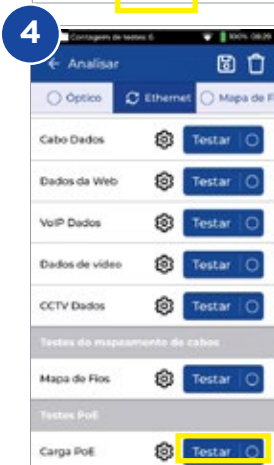 4
Contagem de testes: 6 100% 08:29
← Analisar
Óptico Ethernet Mapa de F
Cabo Dados Testar
Dados da Web Testar
VoIP Dados Testar
Dados de vídeo Testar
CCTV Dados Testar
Testes do mapeamento de cabos
Mapa de Fios Testar
Testes PoE
Carga PoE Testar